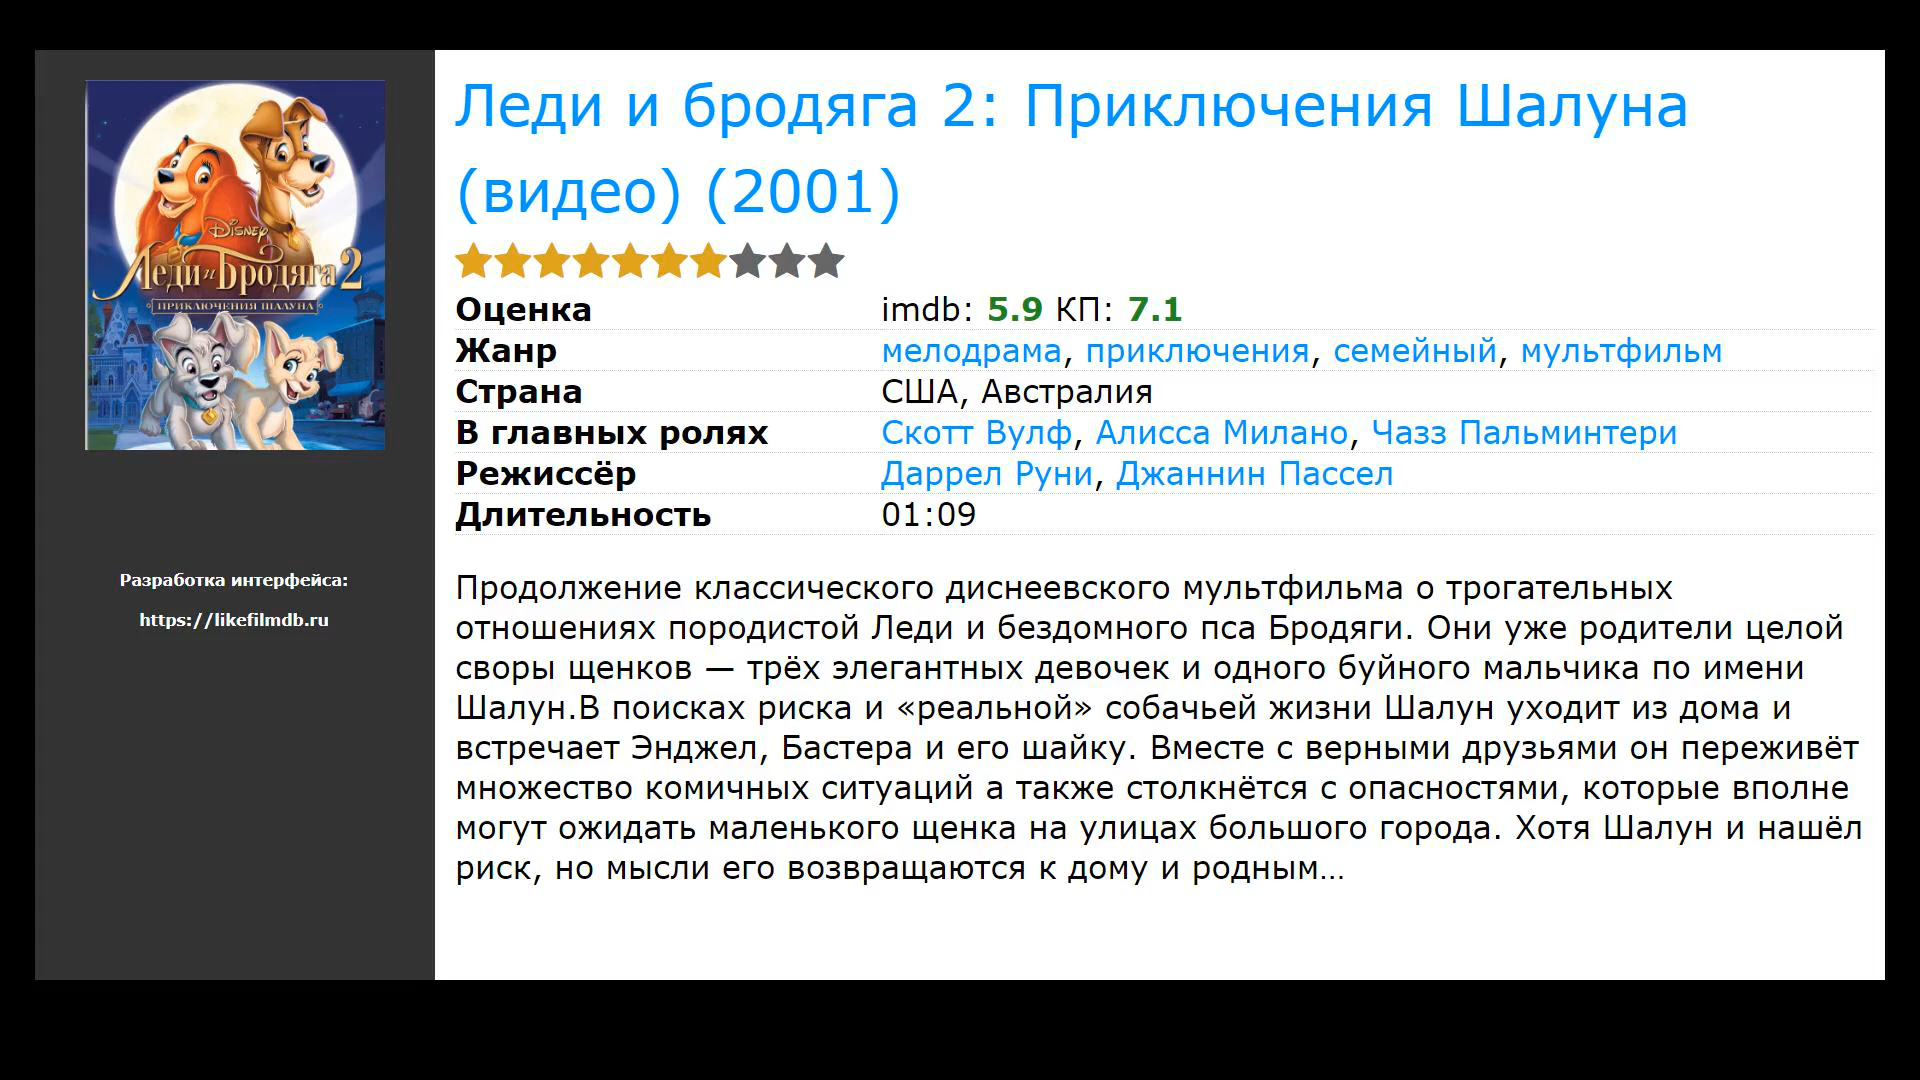 Disney
Леди и Бродяга 2
ПРИКЛЮЧЕНИЯ ШАЛУНА
Разработка интерфейса:
https://likefilmdb.ru
Леди и бродяга 2: Приключения Шалуна
(видео) (2001)
Оценка imdb: 5.9 КП: 7.1
Жанр мелодрама, приключения, семейный, мультфильм
Страна США, Австралия
В главных ролях Скотт Вулф, Алисса Милано, Чазз Пальминтери
Режиссёр Даррел Руни, Джаннин Пассел
Длительность 01:09
Продолжение классического диснеевского мультфильма о трогательных
отношениях породистой Леди и бездомного пса Бродяги. Они уже родители целой
своры щенков — трёх элегантных девочек и одного буйного мальчика по имени
Шалун.В поисках риска и «реальной» собачьей жизни Шалун уходит из дома и
встречает Энджел, Бастера и его шайку. Вместе с верными друзьями он переживёт
множество комичных ситуаций а также столкнётся с опасностями, которые вполне
могут ожидать маленького щенка на улицах большого города. Хотя Шалун и нашёл
риск, но мысли его возвращаются к дому и родным…